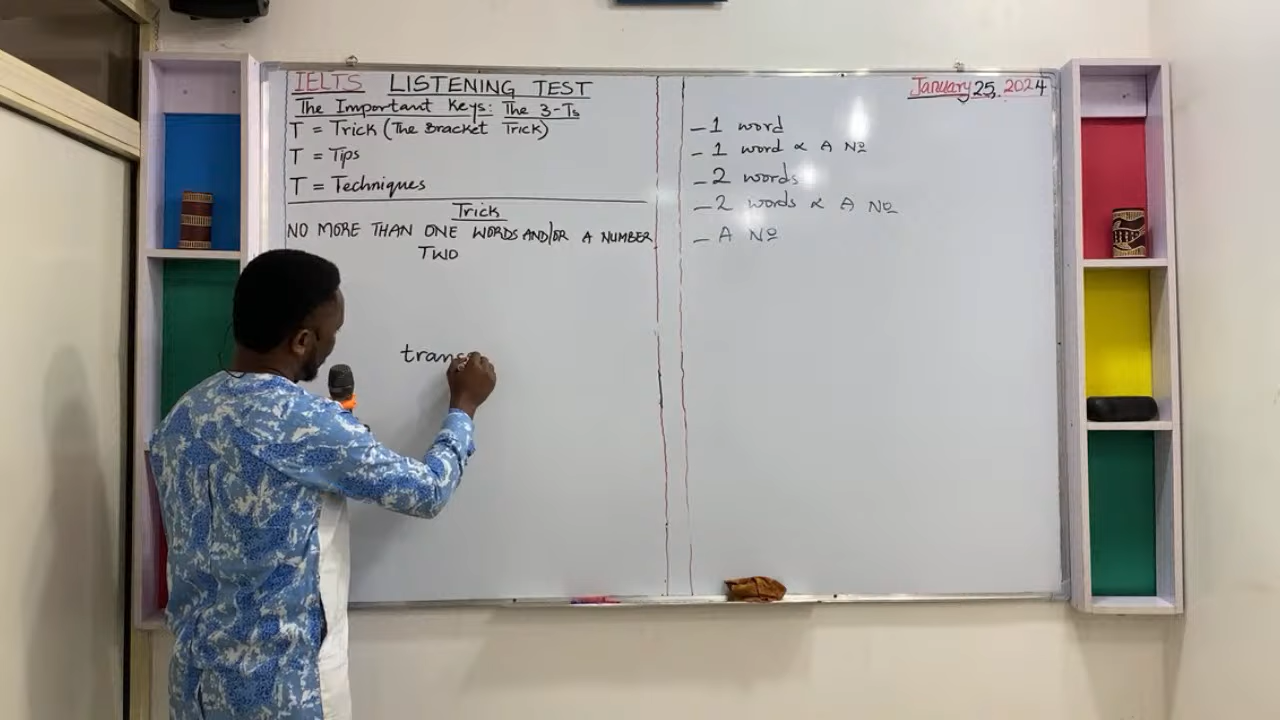 IELTS LISTENING TEST
The Important Keys: The 3-Ts
T = Trick (The Bracket Trick)
T = Tips
T = Techniques
Trick
NO MORE THAN ONE WORDS AND/OR A NUMBER
TWO
January 25, 2024
- 1 word
- 1 word & A No
- 2 words
- 2 words & A No
- A No